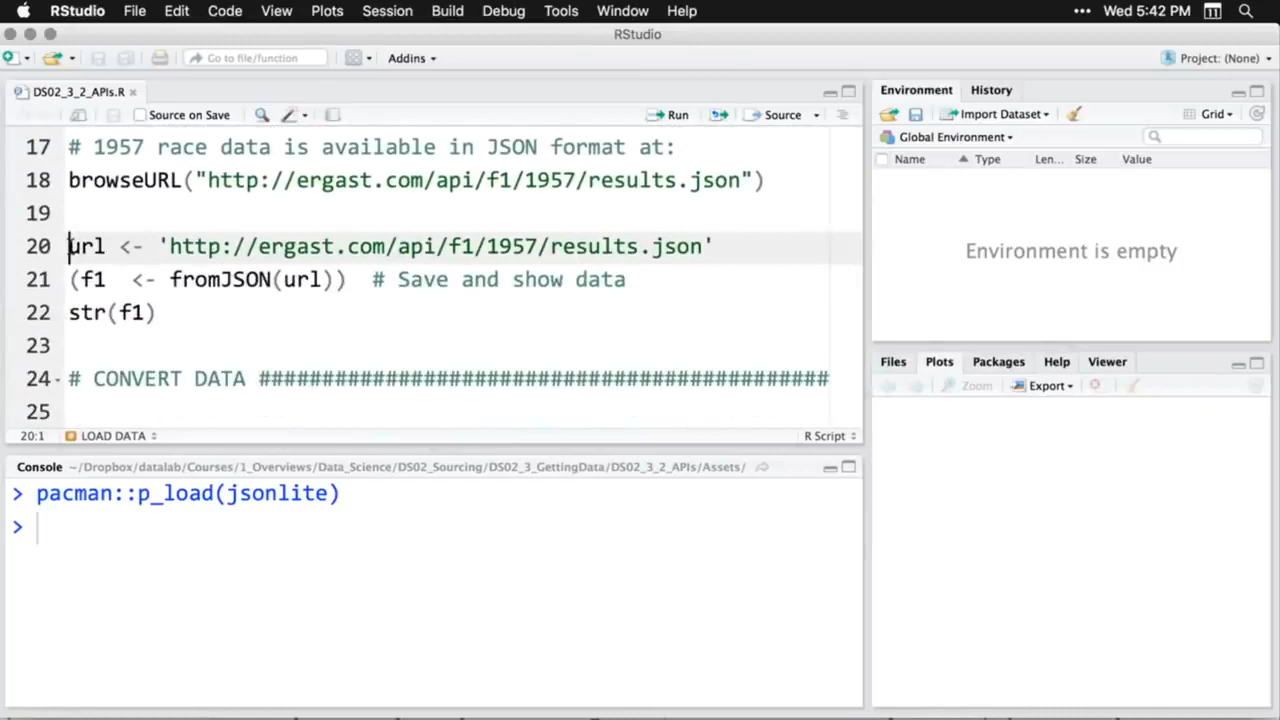 RStudio File Edit Code View Plots Session Build Debug Tools Window Help ••• Wed 5:42 PM 11
RStudio
Go to file/function Addins Project: (None)
DS02_3_2_APIs.R
Source on Save Run Source
17 # 1957 race data is available in JSON format at:
18 browseURL("http://ergast.com/api/f1/1957/results.json")
19
20 url <- 'http://ergast.com/api/f1/1957/results.json'
21 (f1 <- fromJSON(url)) # Save and show data
22 str(f1)
23
24 # CONVERT DATA #############################################
25
20:1 LOAD DATA R Script
Console ~/Dropbox/datalab/Courses/1_Overviews/Data_Science/DS02_Sourcing/DS02_3_GettingData/DS02_3_2_APIs/Assets/
> pacman::p_load(jsonlite)
>
Environment History
Import Dataset Grid
Global Environment
Name Type Len... Size Value
Environment is empty
Files Plots Packages Help Viewer
Zoom Export